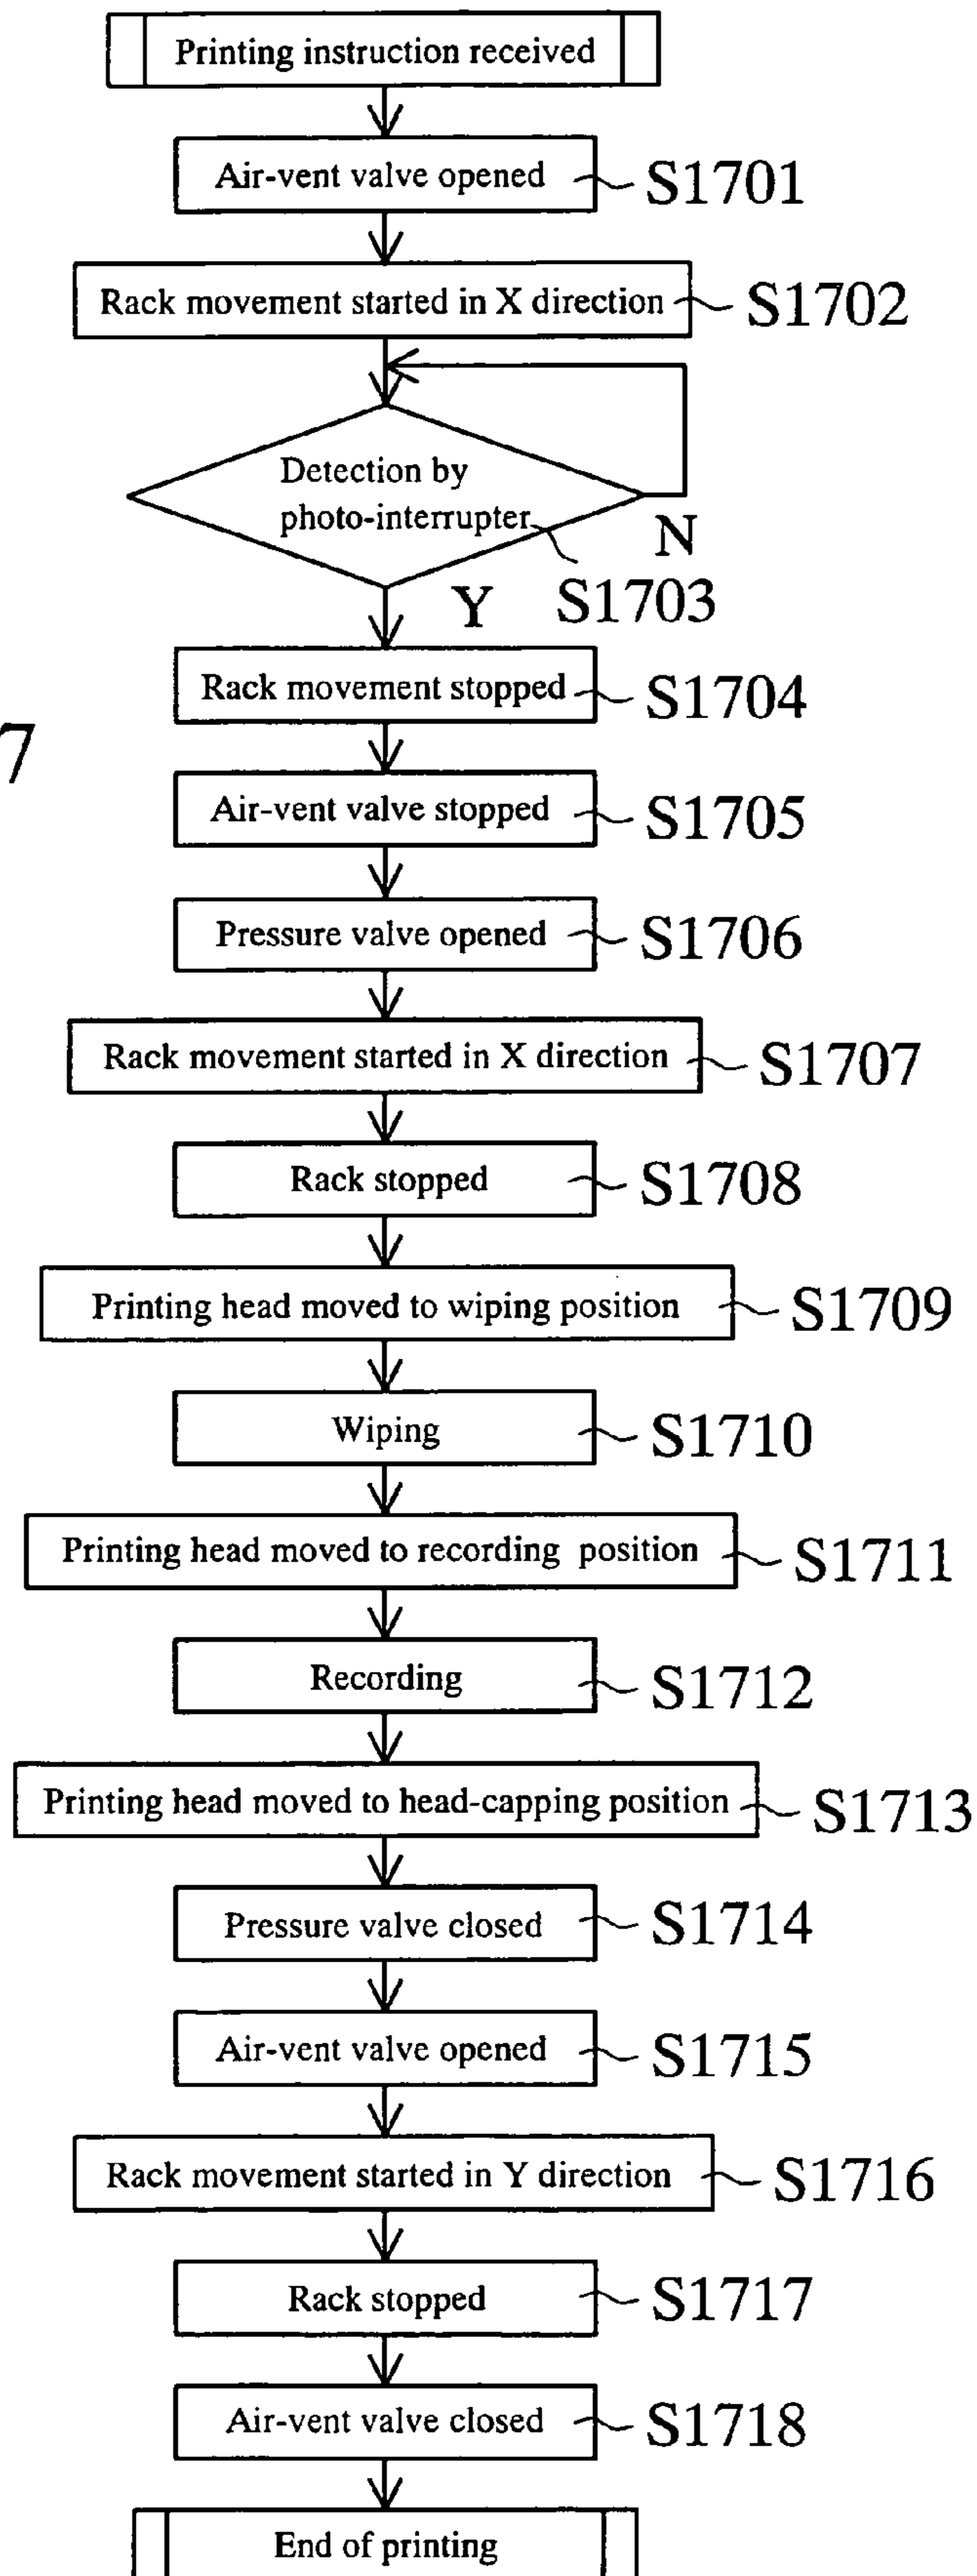 Printing instruction received
Air-vent valve opened
S1701
Rack movement started in X direction
S1702
Detection by
photo-interrupter
N
S1703
Y
Rack movement stopped
S1704
7
Air-vent valve stopped
S1705
Pressure valve opened
S1706
Rack movement started in X direction
S1707
Rack stopped
S1708
Printing head moved to wiping position
S1709
Wiping
S1710
Printing head moved to recording position
S1711
Recording
S1712
Printing head moved to head-capping position
S1713
Pressure valve closed
S1714
Air-vent valve opened
S1715
Rack movement started in Y direction
S1716
Rack stopped
S1717
Air-vent valve closed
S1718
End of printing